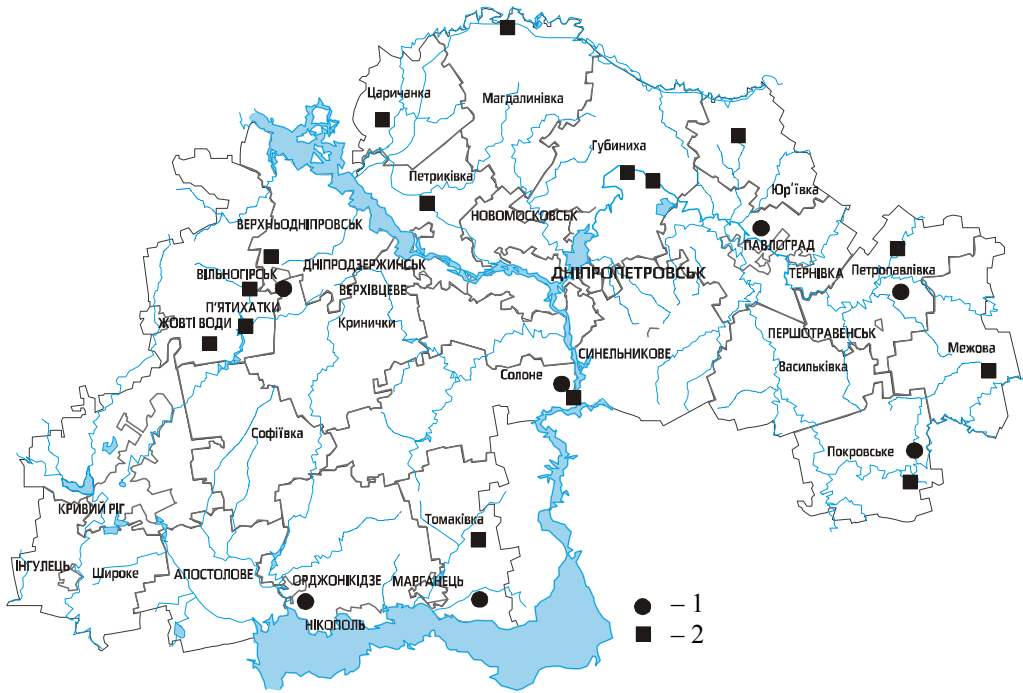 Царичанка
Магдалинівка
Губиниха
Петриківка
Юр'ївка
НОВОМОСКОВСЬК
ВЕРХНЬОДНІПРОВСЬК
ПАВЛОГРАД
ДНІПРОДЗЕРЖИНСЬК
ДНІПРОПЕТРОВСЬК
ТЕРНІВКА
Петропавлівка
ВІЛЬНОГІРСЬК
ВЕРХІВЦЕВЕ
П'ЯТИХАТКИ
ЖОВТІ ВОДИ
Кринички
ПЕРШОТРАВЕНСЬК
Межова
СИНЕЛЬНИКОВЕ
Васильківка
Солоне
Софіївка
Покровське
КРИВИЙ РІГ
Томаківка
ІНГУЛЕЦЬ
Широке
АПОСТОЛОВЕ
ОРДЖОНІКІДЗЕ
МАРГАНЕЦЬ
НІКОПОЛЬ
– 1
– 2